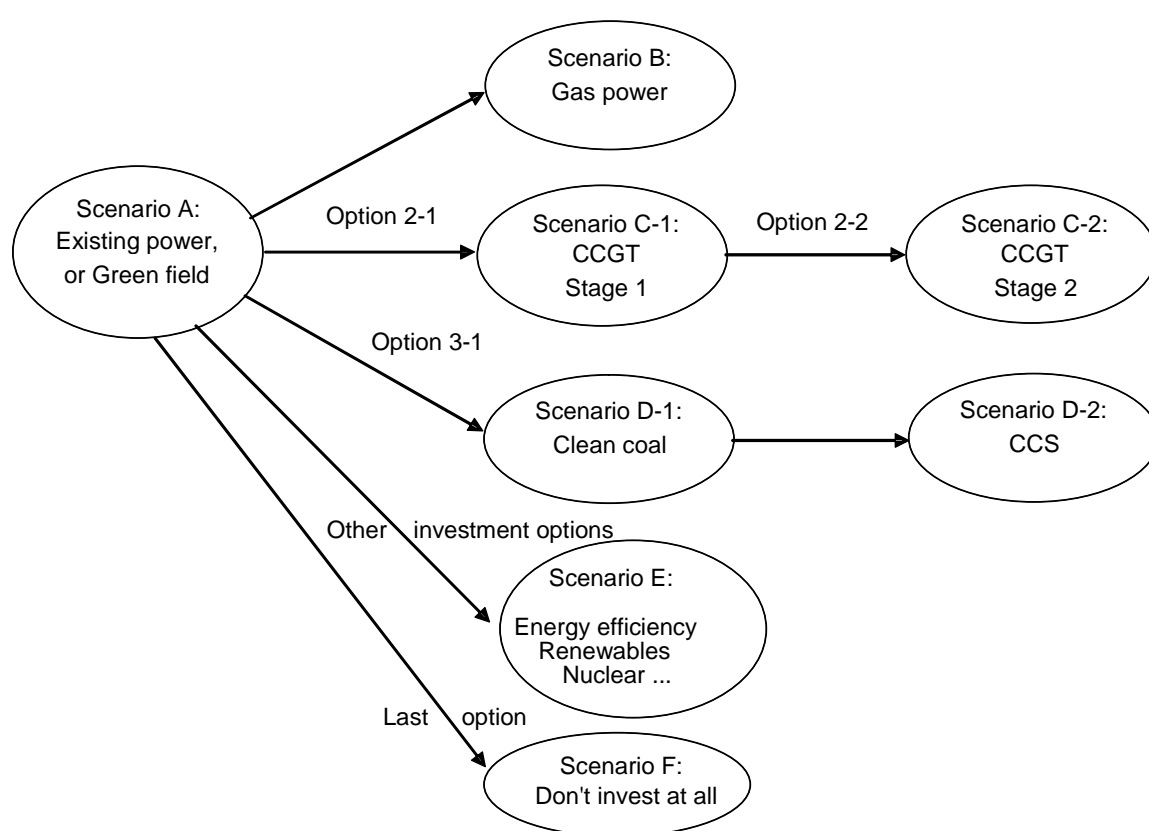 Scenario B:
Gas power
Scenario A:
Existing power,
or Green field
Option 2-1
Scenario C-1:
CCGT
Stage 1
Option 2-2
Scenario C-2:
CCGT
Stage 2
Option 3-1
Scenario D-1:
Clean coal
Scenario D-2:
CCS
Other investment options
Scenario E:
Energy efficiency
Renewables
Nuclear ...
Last option
Scenario F:
Don't invest at all